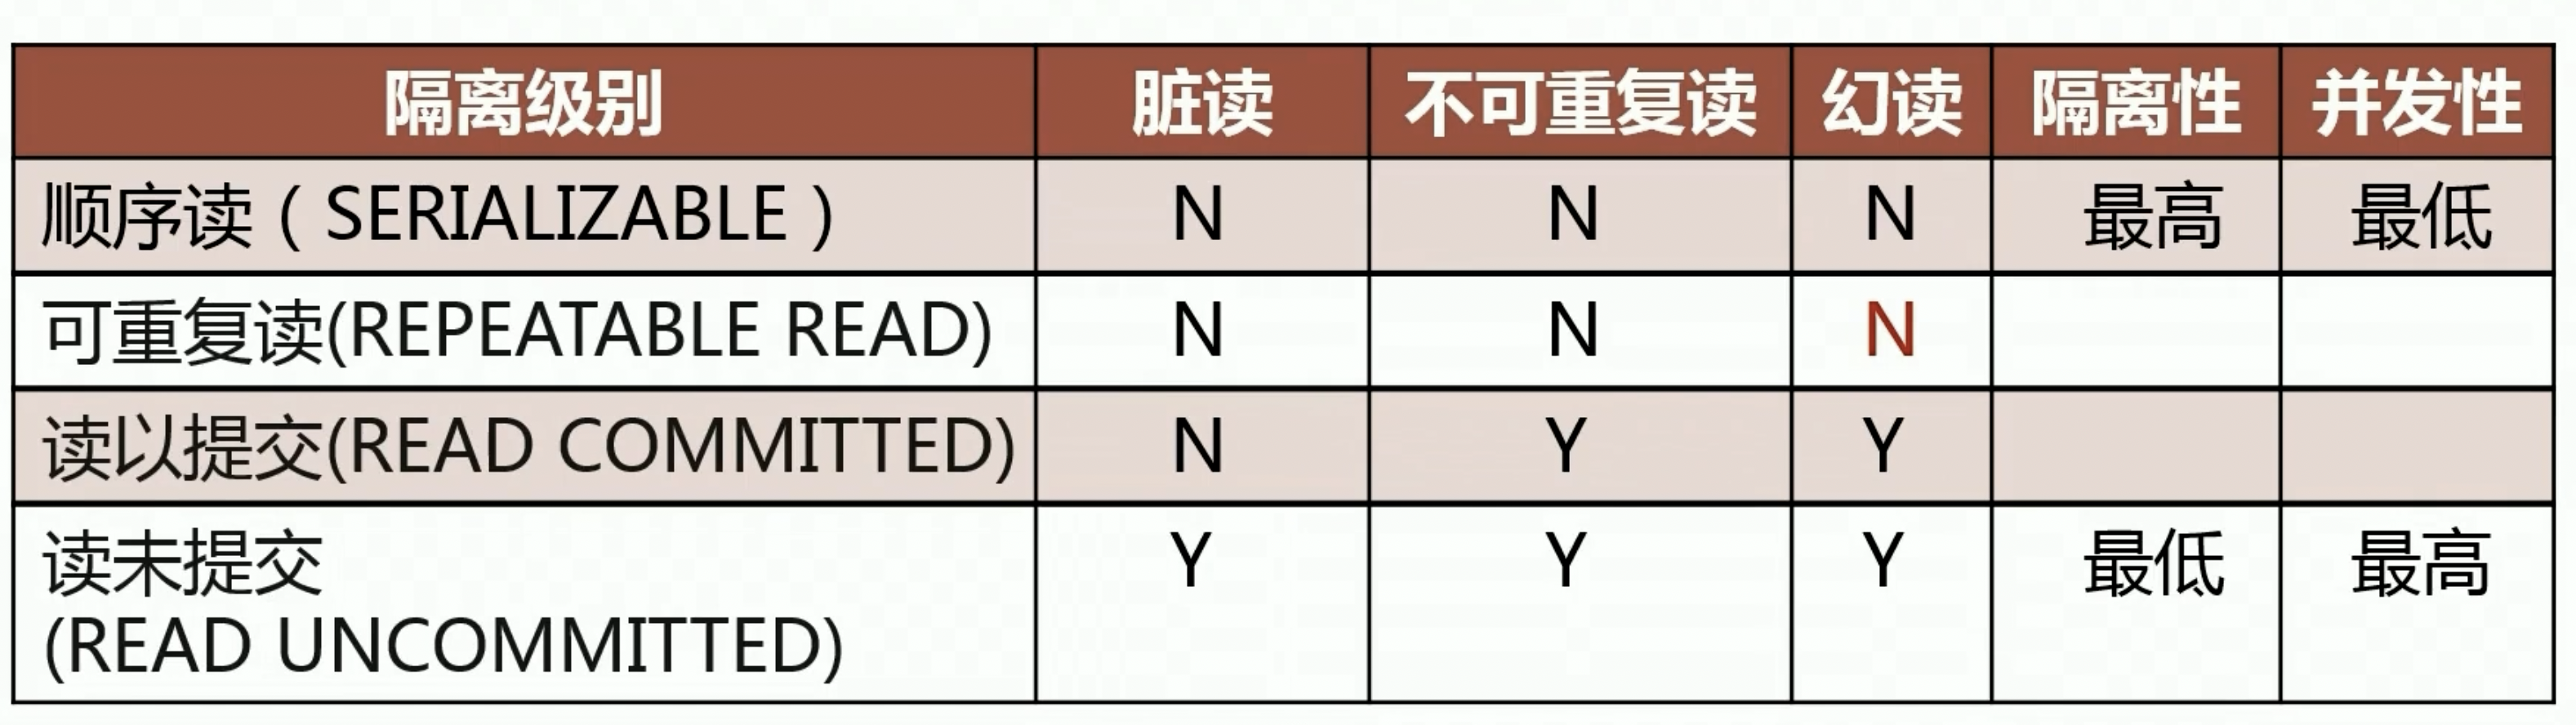 隔离级别 脏读 不可重复读 幻读 隔离性 并发性
顺序读（SERIALIZABLE） N N N 最高 最低
可重复读(REPEATABLE READ) N N N
读以提交(READ COMMITTED) N Y Y
读未提交 Y Y Y 最低 最高
(READ UNCOMMITTED)